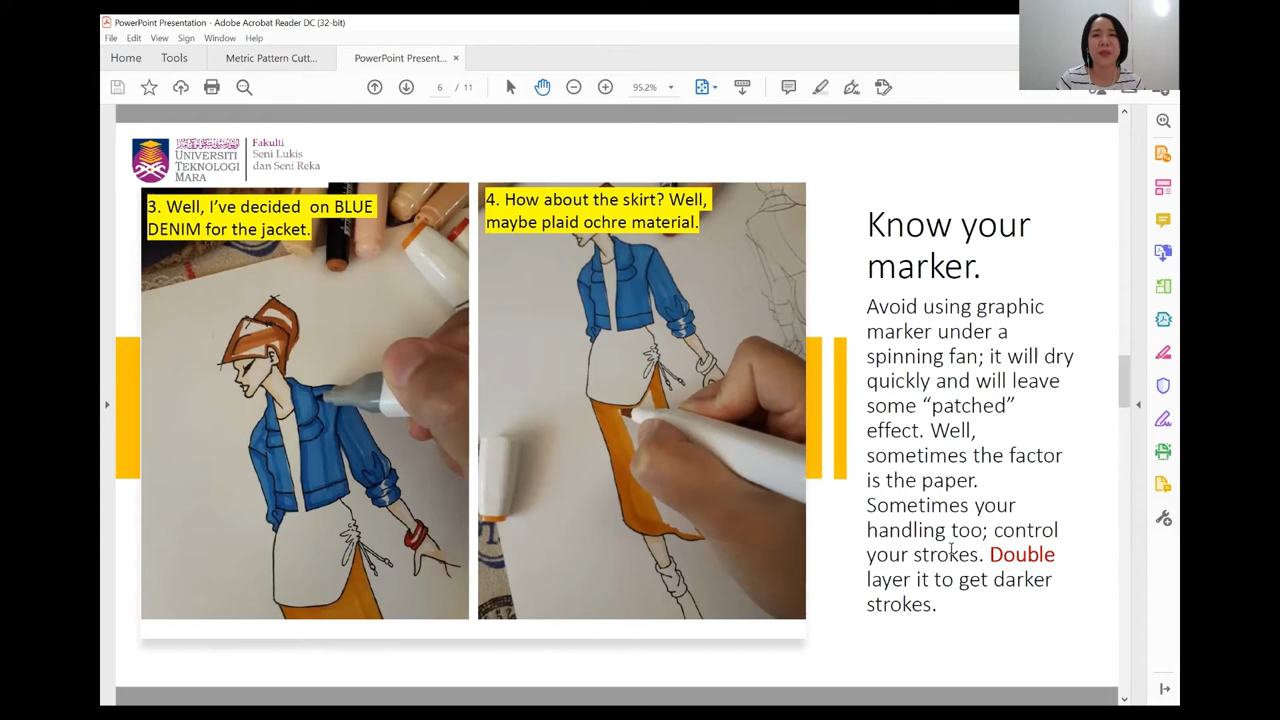 PowerPoint Presentation - Adobe Acrobat Reader DC (32-bit)
File Edit View Sign Window Help
Home Tools Metric Pattern Cutt... PowerPoint Present... ×
6 / 11 95.2%
UNIVERSITI
TEKNOLOGI
MARA
Fakulti
Seni Lukis
dan Seni Reka
3. Well, I've decided on BLUE
DENIM for the jacket.
4. How about the skirt? Well,
maybe plaid ochre material.
Know your
marker.
Avoid using graphic
marker under a
spinning fan; it will dry
quickly and will leave
some “patched”
effect. Well,
sometimes the factor
is the paper.
Sometimes your
handling too; control
your strokes. Double
layer it to get darker
strokes.